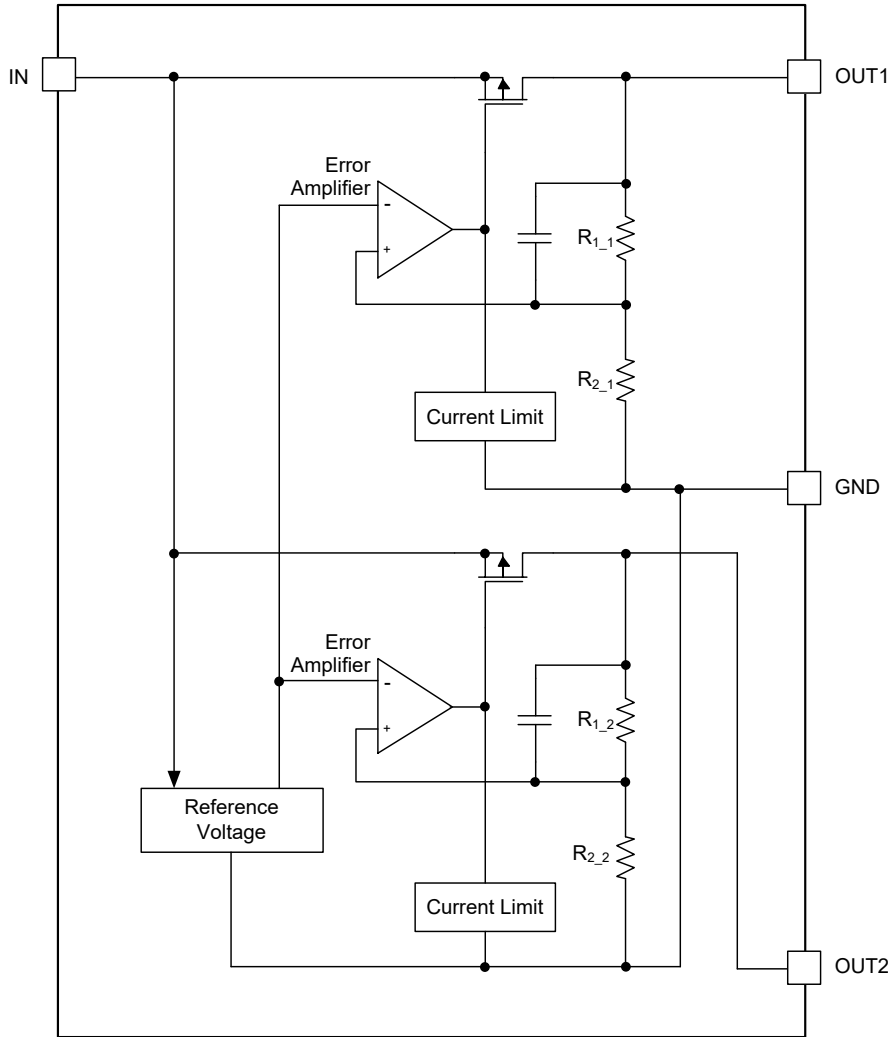 IN
OUT1
Error
Amplifier
-
+
R1_1
R2_1
Current Limit
GND
Error
Amplifier
-
+
R1_2
Reference
Voltage
R2_2
Current Limit
OUT2